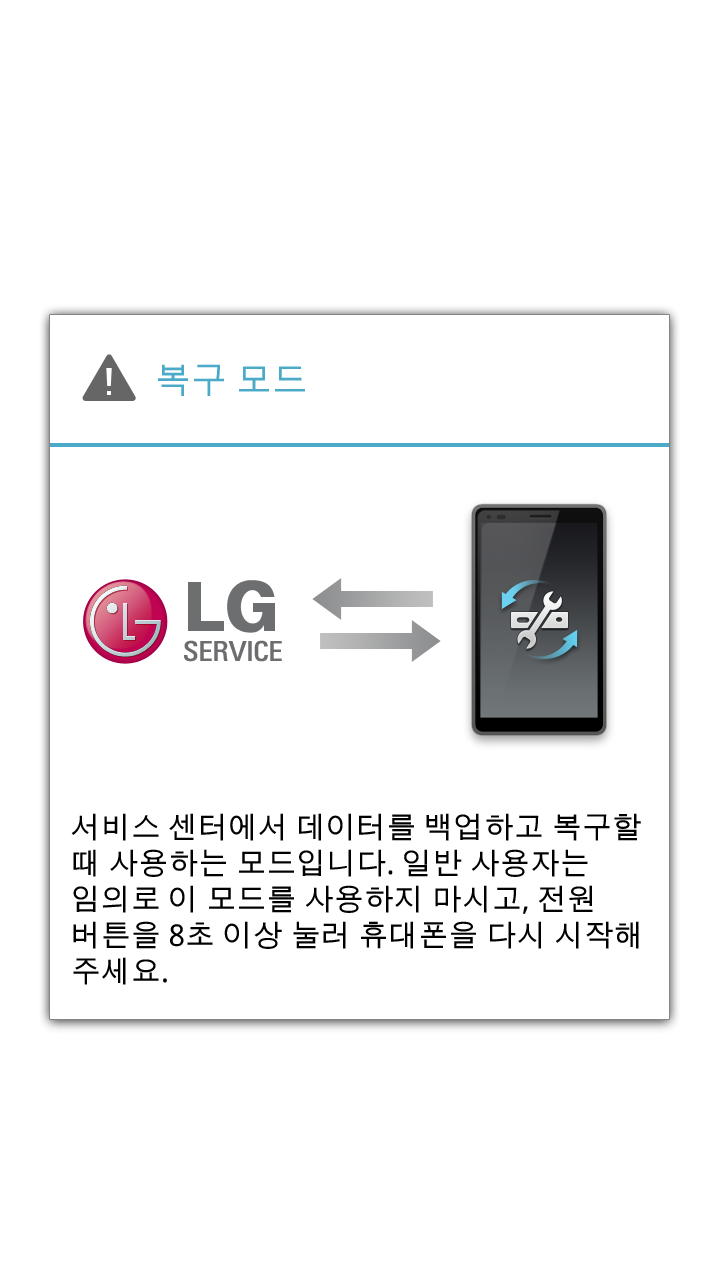 복구 모드
LG
SERVICE
서비스 센터에서 데이터를 백업하고 복구할
때 사용하는 모드입니다. 일반 사용자는
임의로 이 모드를 사용하지 마시고, 전원
버튼을 8초 이상 눌러 휴대폰을 다시 시작해
주세요.